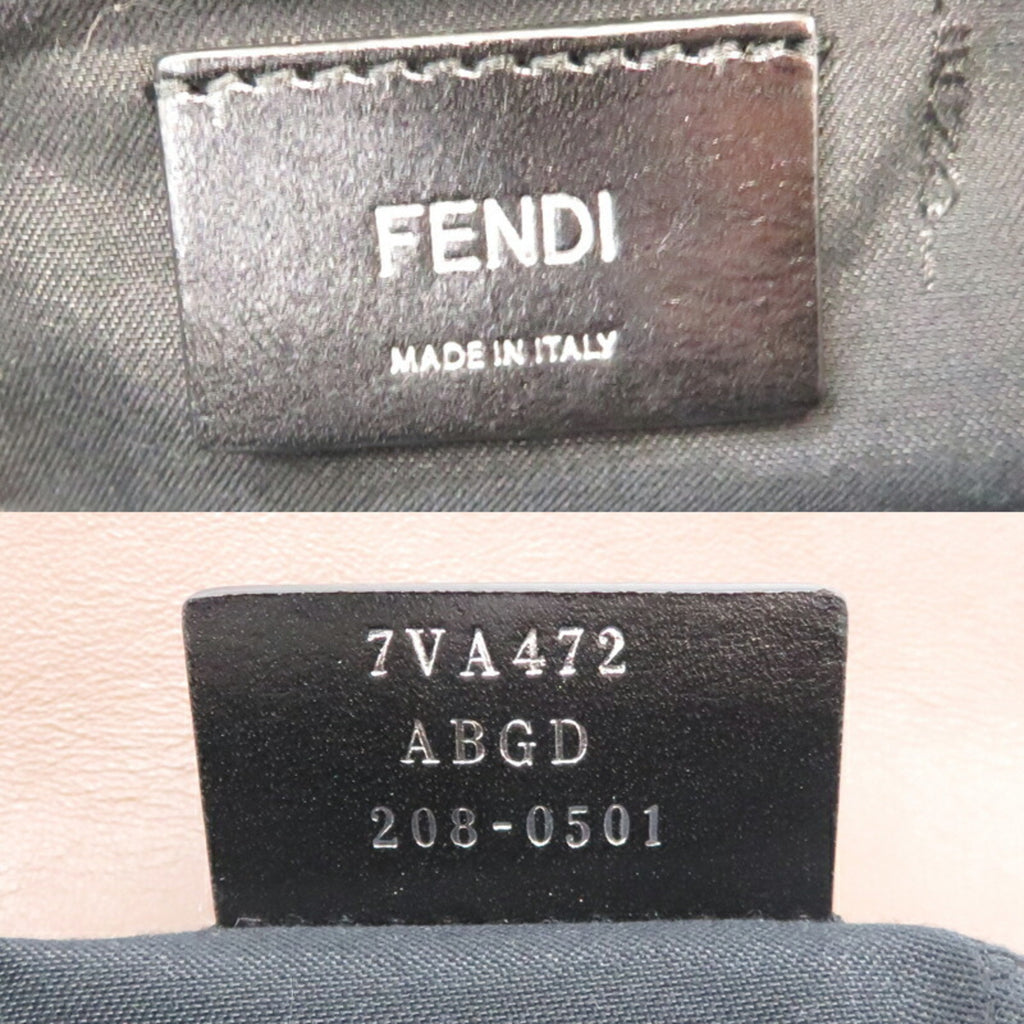 FENDI
MADE IN ITALY
7VA472
ABGD
208-0501